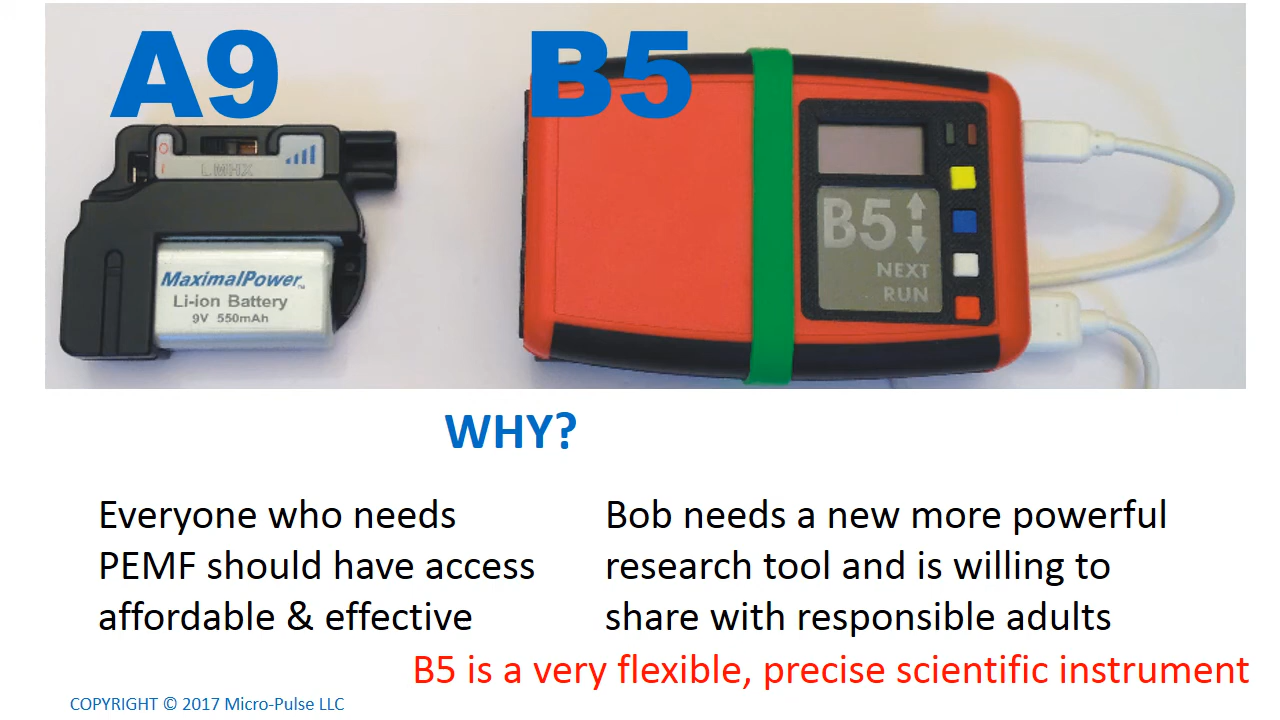 A9
B5
LMHX
MaximalPower™
Li-ion Battery
9V 550mAh
B5
NEXT
RUN
WHY?
Everyone who needs
PEMF should have access
affordable & effective
Bob needs a new more powerful
research tool and is willing to
share with responsible adults
B5 is a very flexible, precise scientific instrument
COPYRIGHT © 2017 Micro-Pulse LLC